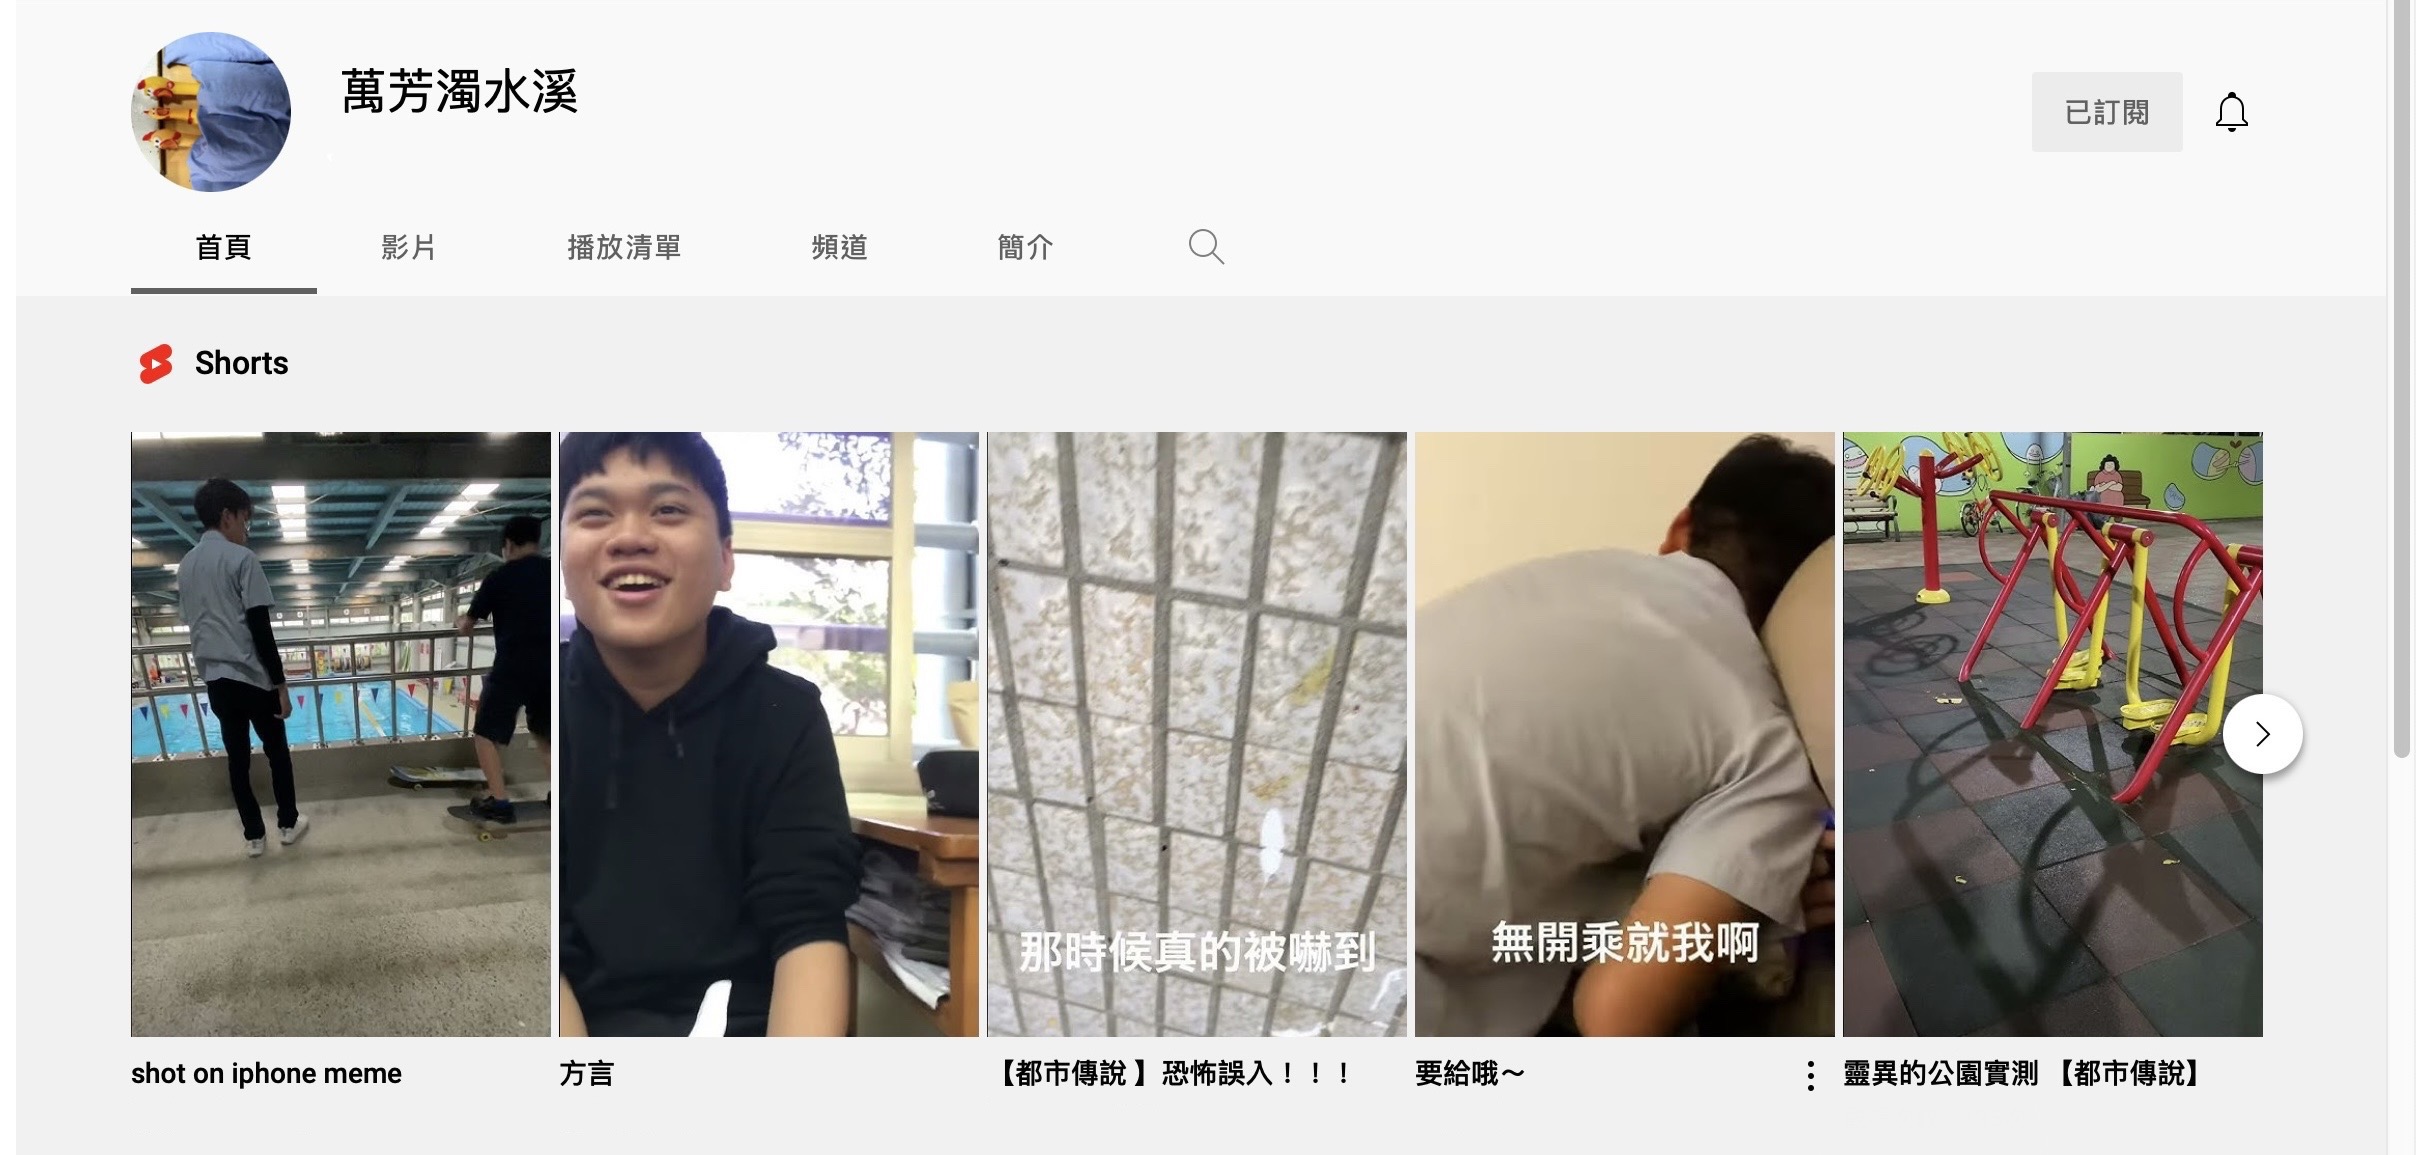 萬芳濁水溪
已訂閱
首頁 影片 播放清單 頻道 簡介
Shorts
那時候真的被嚇到
無開乘就我啊
shot on iphone meme
方言
【都市傳說 】恐怖誤入！！！
要給哦～
靈異的公園實測 【都市傳說】